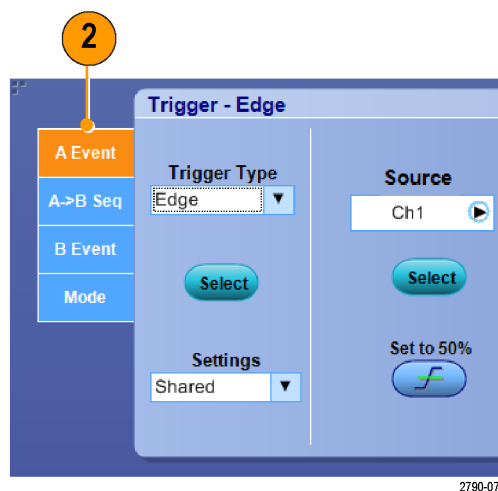 2
Trigger - Edge
A Event
A->B Seq
B Event
Mode
Trigger Type
Edge
Select
Settings
Shared
Source
Ch1
Select
Set to 50%
2790-07